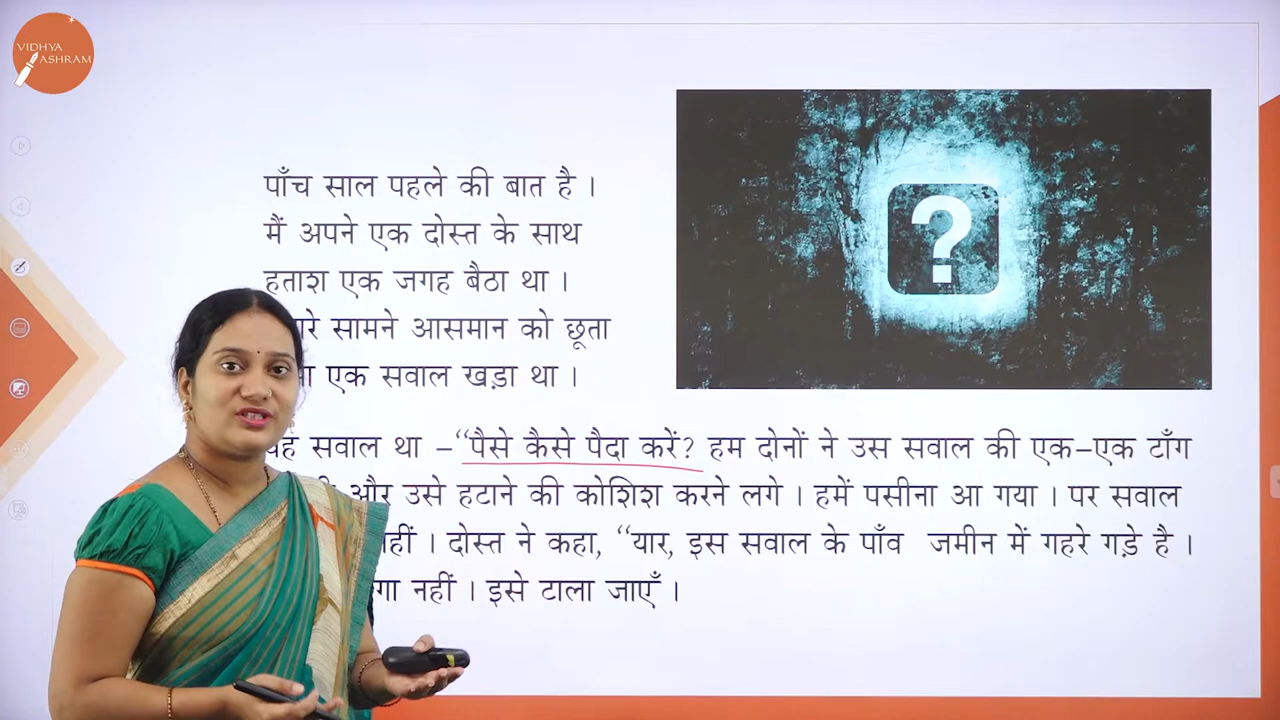 VIDHYA
ASHRAM
पाँच साल पहले की बात है ।
मैं अपने एक दोस्त के साथ
हताश एक जगह बैठा था ।
सामने आसमान को छूता
एक सवाल खड़ा था ।
वह सवाल था –“पैसे कैसे पैदा करें? हम दोनों ने उस सवाल की एक–एक टाँग
और उसे हटाने की कोशिश करने लगे । हमें पसीना आ गया । पर सवाल
नहीं । दोस्त ने कहा, “यार, इस सवाल के पाँव जमीन में गहरे गड़े है ।
नहीं । इसे टाला जाएँ ।
?